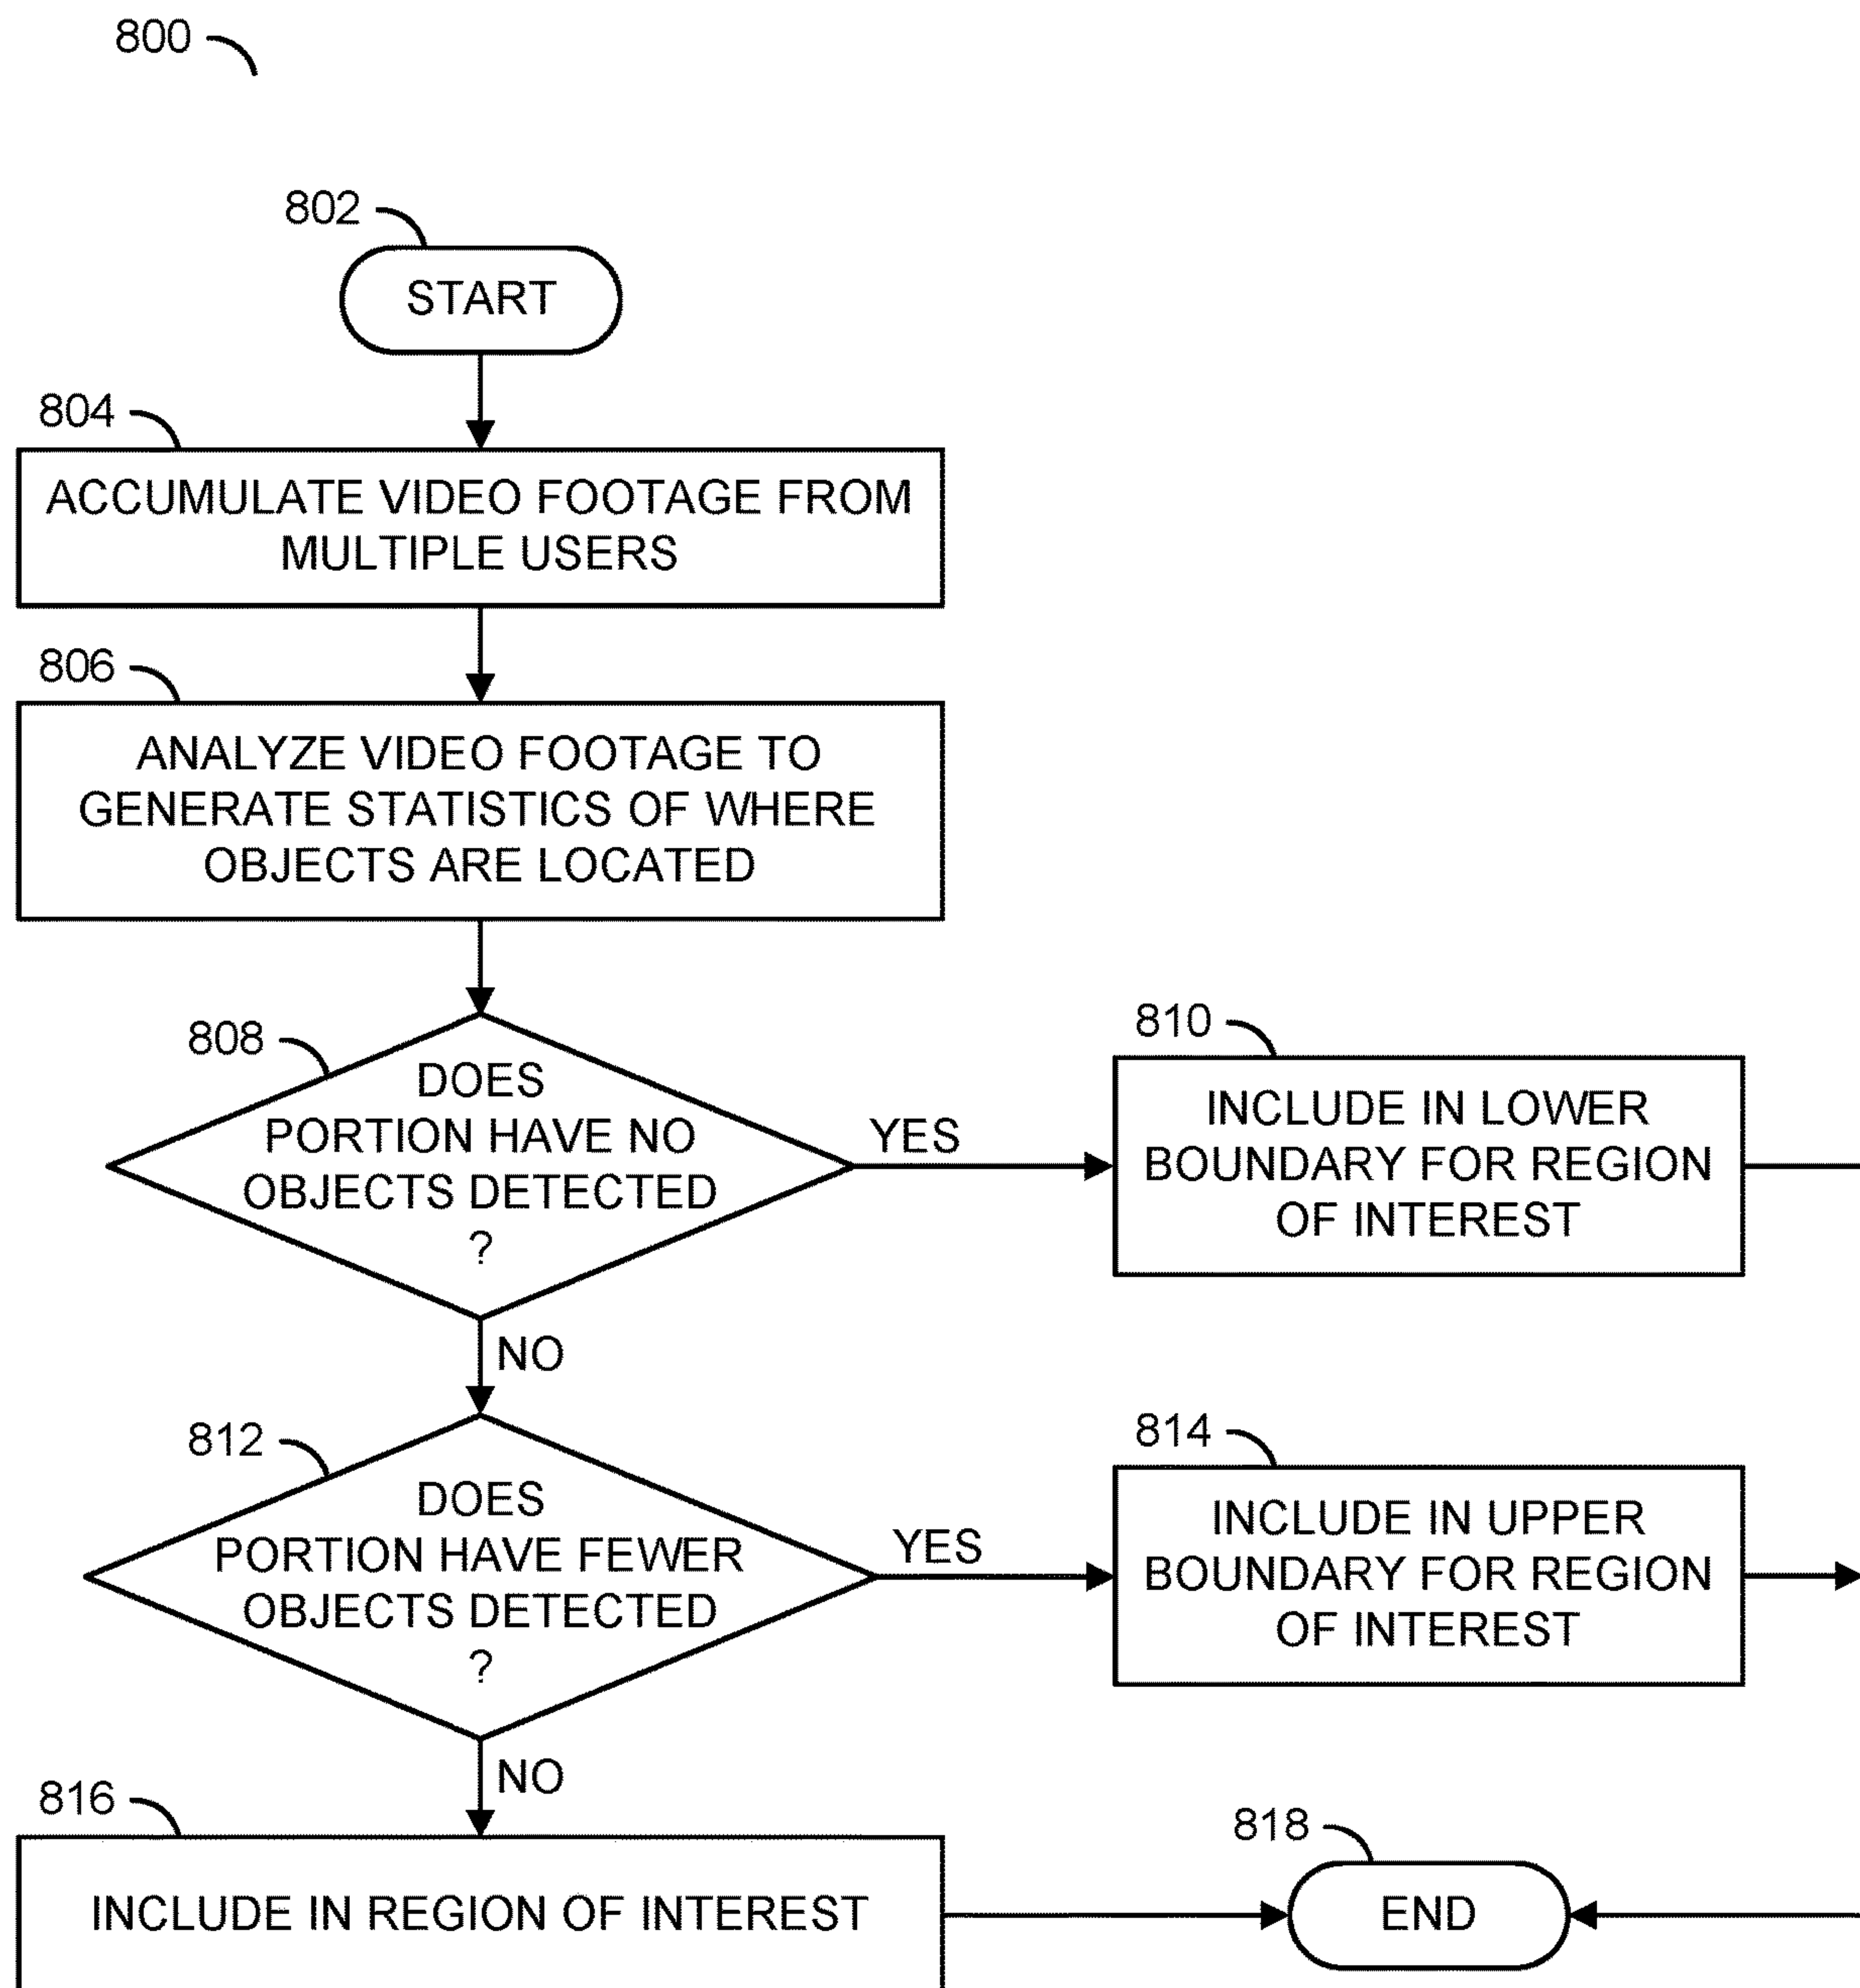 800
802
START
804
ACCUMULATE VIDEO FOOTAGE FROM
MULTIPLE USERS
806
ANALYZE VIDEO FOOTAGE TO
GENERATE STATISTICS OF WHERE
OBJECTS ARE LOCATED
808
DOES
PORTION HAVE NO
OBJECTS DETECTED
?
YES
810
INCLUDE IN LOWER
BOUNDARY FOR REGION
OF INTEREST
NO
812
DOES
PORTION HAVE FEWER
OBJECTS DETECTED
?
YES
814
INCLUDE IN UPPER
BOUNDARY FOR REGION
OF INTEREST
NO
816
INCLUDE IN REGION OF INTEREST
818
END